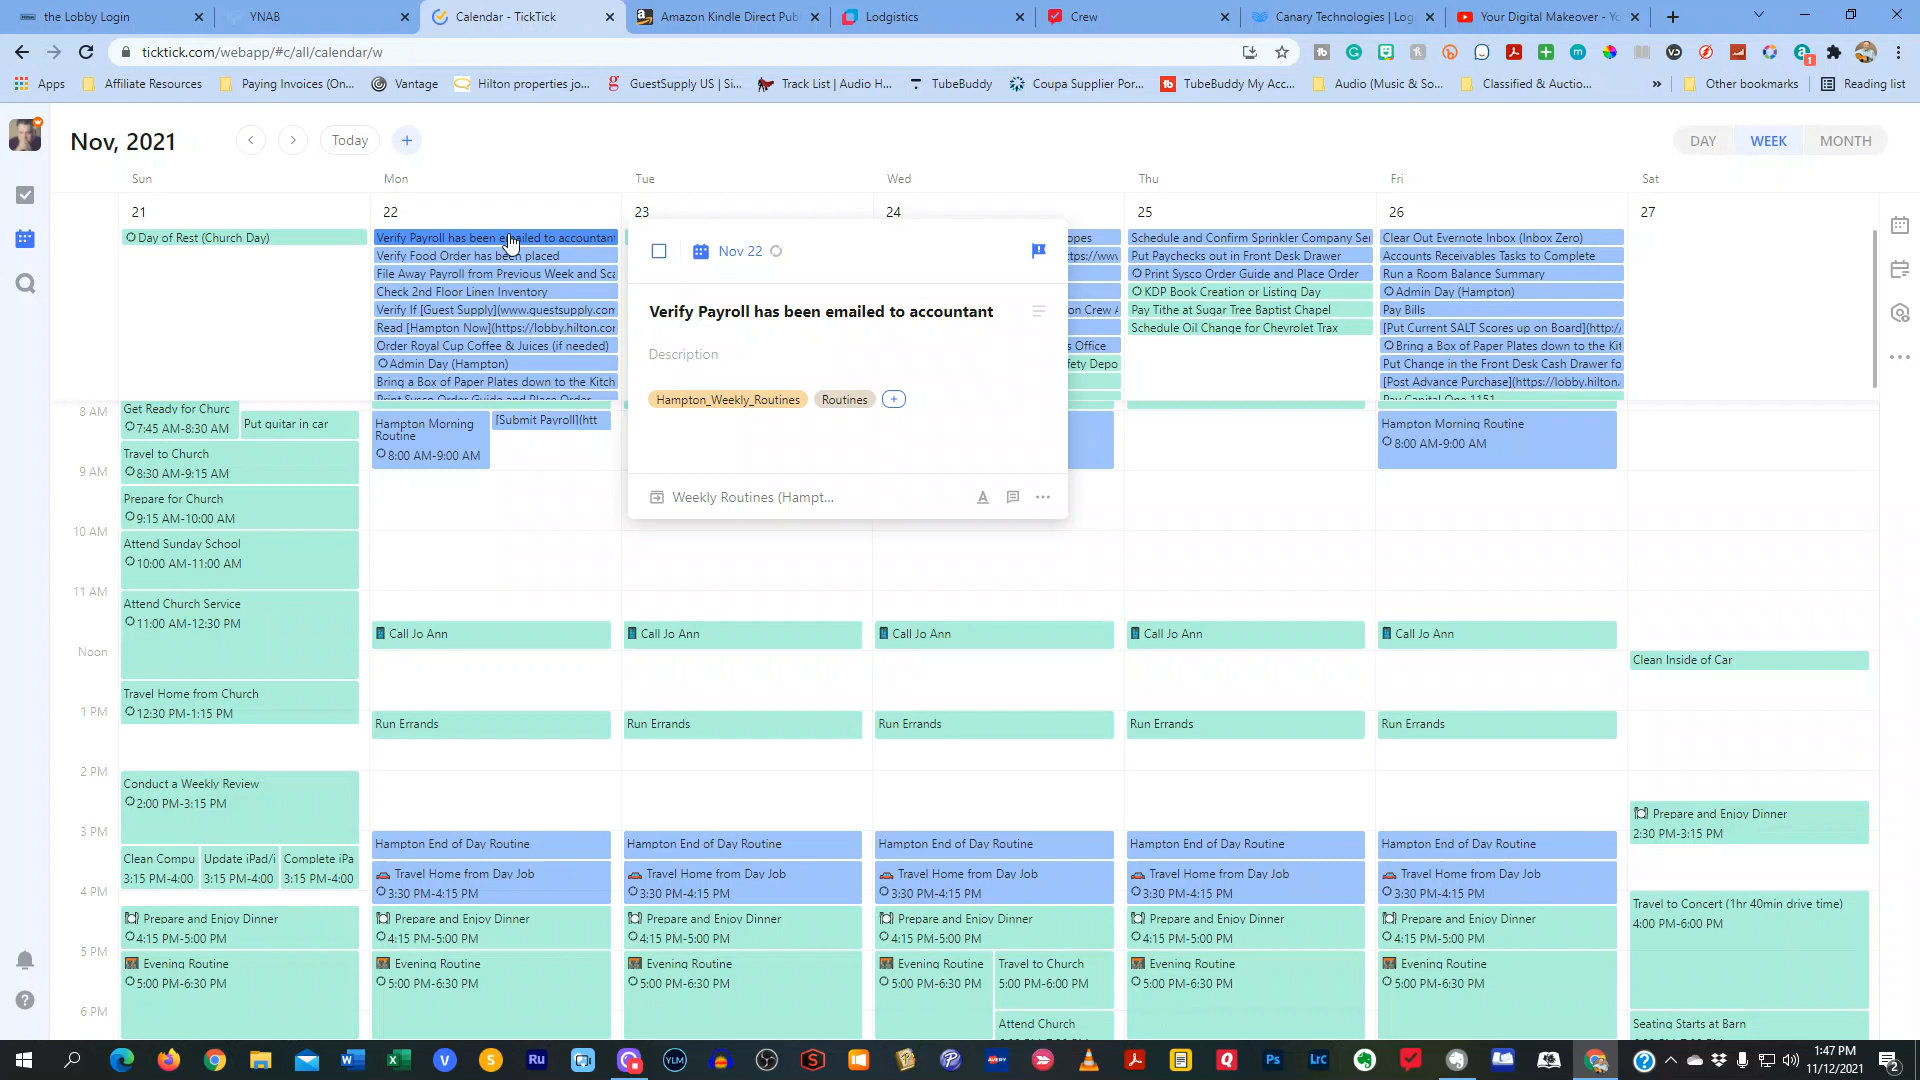 the Lobby Login
YNAB
Calendar - TickTick
Amazon Kindle Direct Pub
Lodgistics
Crew
Canary Technologies | Log
Your Digital Makeover - Yo
ticktick.com/webapp/#c/all/calendar/w
Apps
Affiliate Resources
Paying Invoices (On...
Vantage
Hilton properties jo...
GuestSupply US | Si...
Track List | Audio H...
TubeBuddy
Coupa Supplier Por...
TubeBuddy My Acc...
Audio (Music & So...
Classified & Auctio...
Other bookmarks
Reading list
Nov, 2021
Today
DAY
WEEK
MONTH
Sun
Mon
Tue
Wed
Thu
Fri
Sat
21
22
23
24
25
26
27
Day of Rest (Church Day)
Verify Payroll has been emailed to accountant
Verify Food Order has been placed
File Away Payroll from Previous Week and Sca
Check 2nd Floor Linen Inventory
Verify If [Guest Supply](www.guestsupply.com
Read [Hampton Now](https://lobby.hilton.co
Order Royal Cup Coffee & Juices (if needed)
Admin Day (Hampton)
Bring a Box of Paper Plates down to the Kitch
Print Sysco Order Guide and Place Order
Nov 22
Verify Payroll has been emailed to accountant
Description
Hampton_Weekly_Routines
Routines
Weekly Routines (Hampt...
opes
ttps://www
on Crew A
s Office
fety Depo
Schedule and Confirm Sprinkler Company Ser
Put Paychecks out in Front Desk Drawer
Print Sysco Order Guide and Place Order
KDP Book Creation or Listing Day
Pay Tithe at Sugar Tree Baptist Chapel
Schedule Oil Change for Chevrolet Trax
Clear Out Evernote Inbox (Inbox Zero)
Accounts Receivables Tasks to Complete
Run a Room Balance Summary
Admin Day (Hampton)
Pay Bills
[Put Current SALT Scores up on Board](http:/
Bring a Box of Paper Plates down to the Kit
Put Change in the Front Desk Cash Drawer fo
[Post Advance Purchase](https://lobby.hilton.
Pay Capital One 1151
8 AM
9 AM
10 AM
11 AM
Noon
1 PM
2 PM
3 PM
4 PM
5 PM
6 PM
Get Ready for Churc
7:45 AM-8:30 AM
Put guitar in car
Travel to Church
8:30 AM-9:15 AM
Prepare for Church
9:15 AM-10:00 AM
Attend Sunday School
10:00 AM-11:00 AM
Attend Church Service
11:00 AM-12:30 PM
Travel Home from Church
12:30 PM-1:15 PM
Conduct a Weekly Review
2:00 PM-3:15 PM
Clean Compu
3:15 PM-4:00
Update iPad/i
3:15 PM-4:00
Complete iPa
3:15 PM-4:00
Prepare and Enjoy Dinner
4:15 PM-5:00 PM
Evening Routine
5:00 PM-6:30 PM
Hampton Morning
Routine
8:00 AM-9:00 AM
[Submit Payroll](htt
Call Jo Ann
Run Errands
Hampton End of Day Routine
Travel Home from Day Job
3:30 PM-4:15 PM
Prepare and Enjoy Dinner
4:15 PM-5:00 PM
Evening Routine
5:00 PM-6:30 PM
Call Jo Ann
Run Errands
Hampton End of Day Routine
Travel Home from Day Job
3:30 PM-4:15 PM
Prepare and Enjoy Dinner
4:15 PM-5:00 PM
Evening Routine
5:00 PM-6:30 PM
Call Jo Ann
Run Errands
Hampton End of Day Routine
Travel Home from Day Job
3:30 PM-4:15 PM
Prepare and Enjoy Dinner
4:15 PM-5:00 PM
Evening Routine
5:00 PM-6:30 PM
Travel to Church
5:00 PM-6:00 PM
Attend Church
Call Jo Ann
Run Errands
Hampton End of Day Routine
Travel Home from Day Job
3:30 PM-4:15 PM
Prepare and Enjoy Dinner
4:15 PM-5:00 PM
Evening Routine
5:00 PM-6:30 PM
Hampton Morning Routine
8:00 AM-9:00 AM
Call Jo Ann
Run Errands
Hampton End of Day Routine
Travel Home from Day Job
3:30 PM-4:15 PM
Prepare and Enjoy Dinner
4:15 PM-5:00 PM
Evening Routine
5:00 PM-6:30 PM
Clean Inside of Car
Prepare and Enjoy Dinner
2:30 PM-3:15 PM
Travel to Concert (1hr 40min drive time)
4:00 PM-6:00 PM
Seating Starts at Barn
1:47 PM
11/12/2021